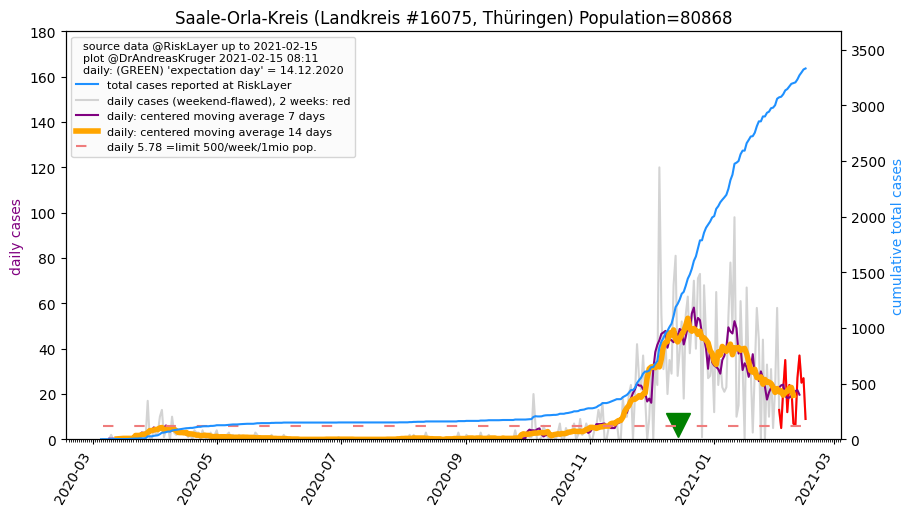 Saale-Orla-Kreis (Landkreis #16075, Thüringen) Population=80868
source data @RiskLayer up to 2021-02-15
plot @DrAndreasKruger 2021-02-15 08:11
daily: (GREEN) 'expectation day' = 14.12.2020
total cases reported at RiskLayer
daily cases (weekend-flawed), 2 weeks: red
daily: centered moving average 7 days
daily: centered moving average 14 days
daily 5.78 =limit 500/week/1mio pop.
daily cases
180
160
140
120
100
80
60
40
20
0
cumulative total cases
3500
3000
2500
2000
1500
1000
500
0
2020-03
2020-05
2020-07
2020-09
2020-11
2021-01
2021-03